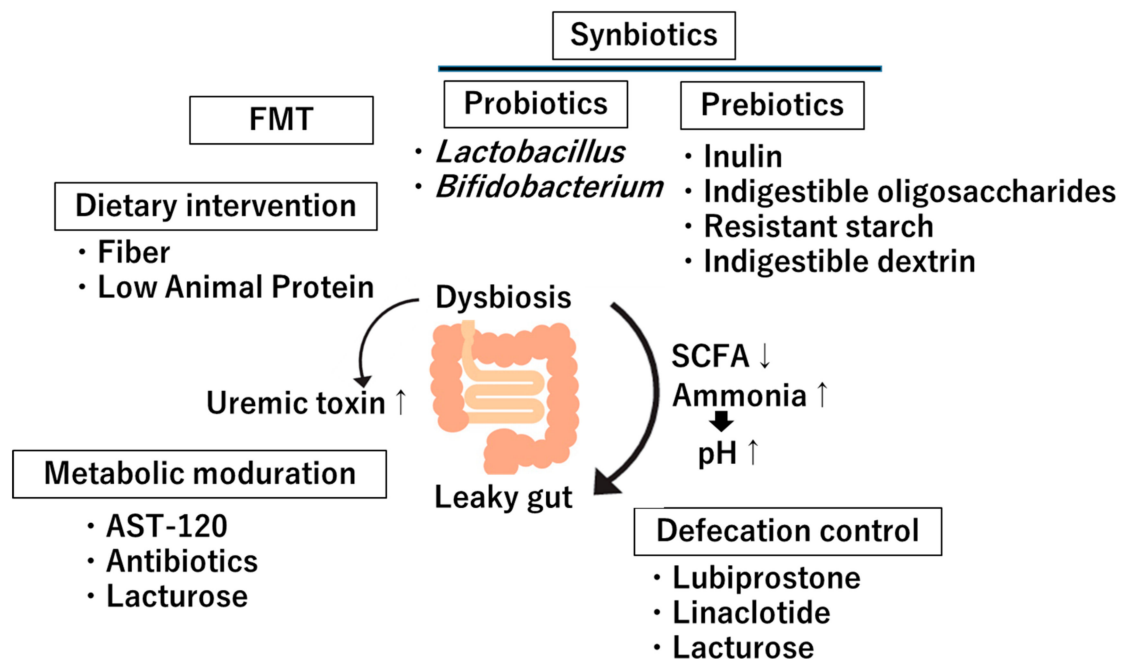 Synbiotics
Probiotics
・Lactobacillus
・Bifidobacterium
Prebiotics
・Inulin
・Indigestible oligosaccharides
・Resistant starch
・Indigestible dextrin
FMT
Dietary intervention
・Fiber
・Low Animal Protein
Dysbiosis
Uremic toxin ↑
SCFA ↓
Ammonia ↑
pH ↑
Leaky gut
Metabolic moduration
・AST-120
・Antibiotics
・Lacturose
Defecation control
・Lubiprostone
・Linaclotide
・Lacturose